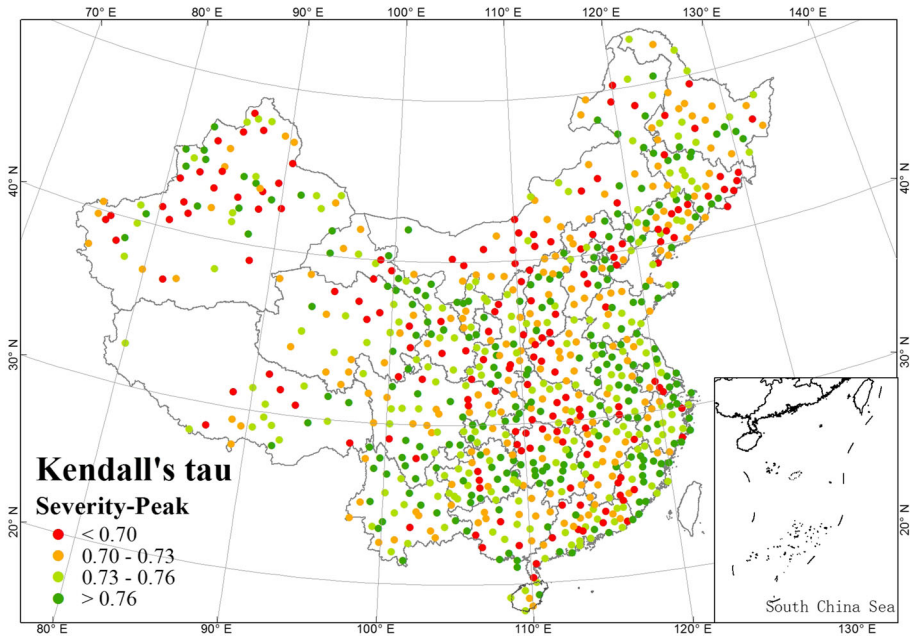 70° E 80° E 90° E 100° E 110° E 120° E 130° E 140° E
40° N 40° N
30° N 30° N
20° N 20° N
Kendall's tau
Severity-Peak
< 0.70
0.70 - 0.73
0.73 - 0.76
> 0.76
South China Sea
80° E 90° E 100° E 110° E 120° E 130° E